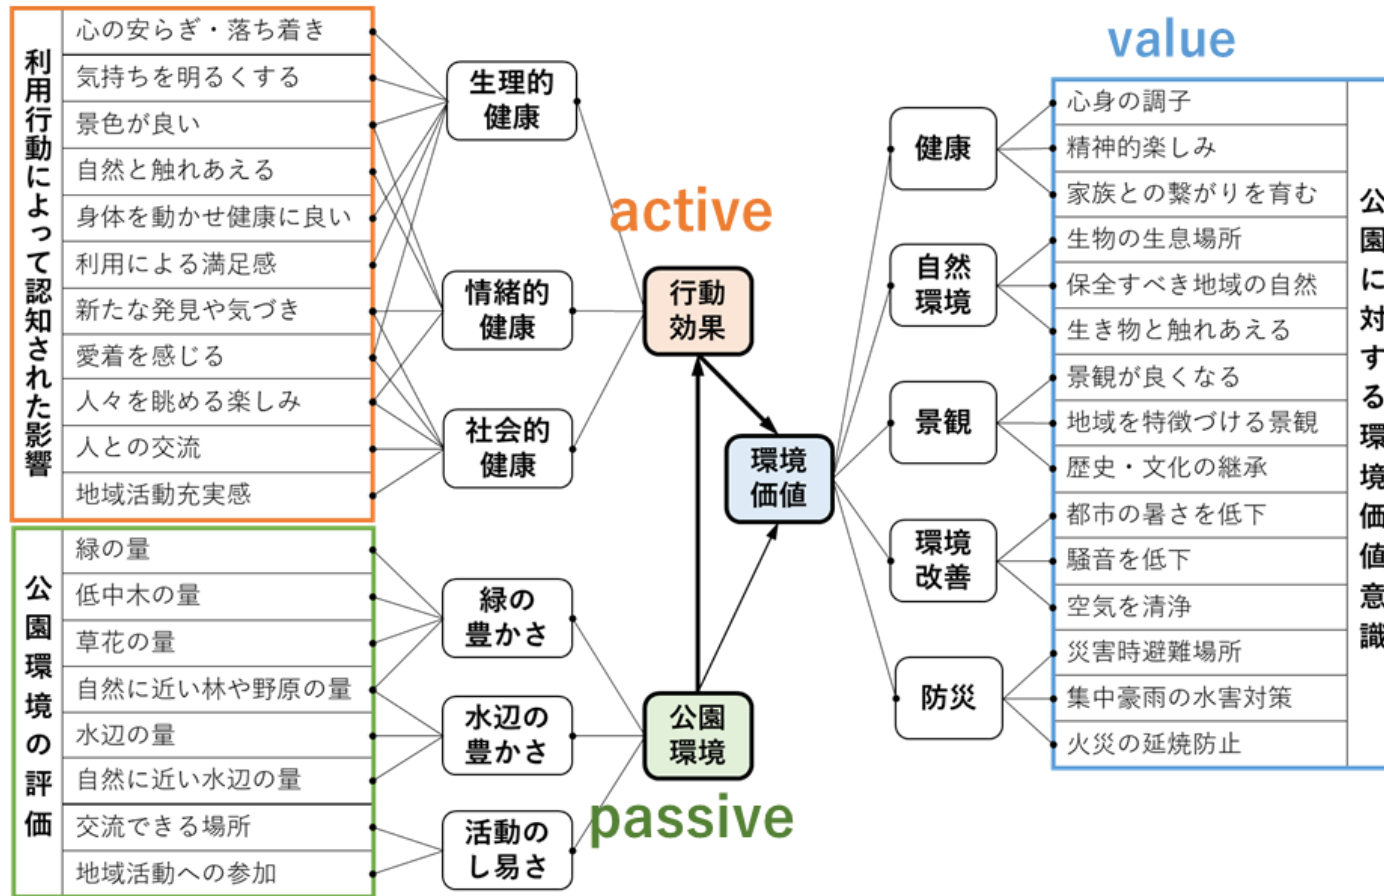 利用行動によって認知された影響
心の安らぎ・落ち着き
気持ちを明るくする
景色が良い
自然と触れあえる
身体を動かせ健康に良い
利用による満足感
新たな発見や気づき
愛着を感じる
人々を眺める楽しみ
人との交流
地域活動充実感
公園環境の評価
緑の量
低中木の量
草花の量
自然に近い林や野原の量
水辺の量
自然に近い水辺の量
交流できる場所
地域活動への参加
生理的
健康
情緒的
健康
社会的
健康
緑の
豊かさ
水辺の
豊かさ
活動の
し易さ
active
行動
効果
環境
価値
公園
環境
passive
健康
自然
環境
景観
環境
改善
防災
value
心身の調子
精神的楽しみ
家族との繋がりを育む
生物の生息場所
保全すべき地域の自然
生き物と触れあえる
景観が良くなる
地域を特徴づける景観
歴史・文化の継承
都市の暑さを低下
騒音を低下
空気を清浄
災害時避難場所
集中豪雨の水害対策
火災の延焼防止
公園に対する環境価値意識